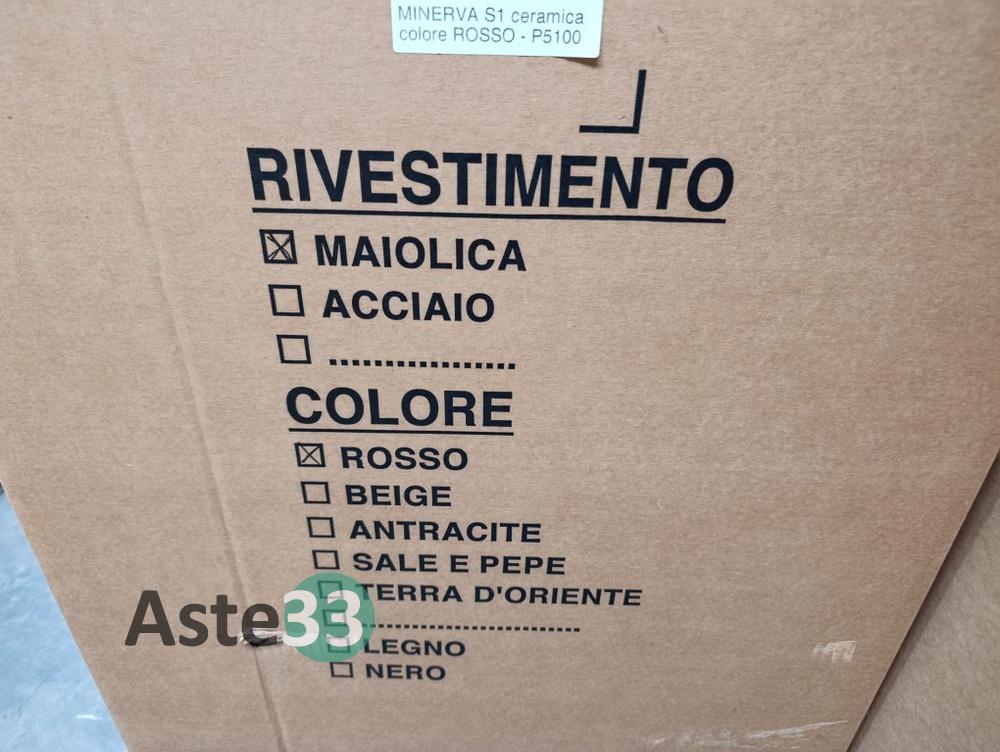 MINERVA S1 ceramica
colore ROSSO - P5100
RIVESTIMENTO
☒ MAIOLICA
☐ ACCIAIO
☐ .................
COLORE
☒ ROSSO
☐ BEIGE
☐ ANTRACITE
☐ SALE E PEPE
☐ TERRA D'ORIENTE
☐ ........................
☐ LEGNO
☐ NERO
Aste33